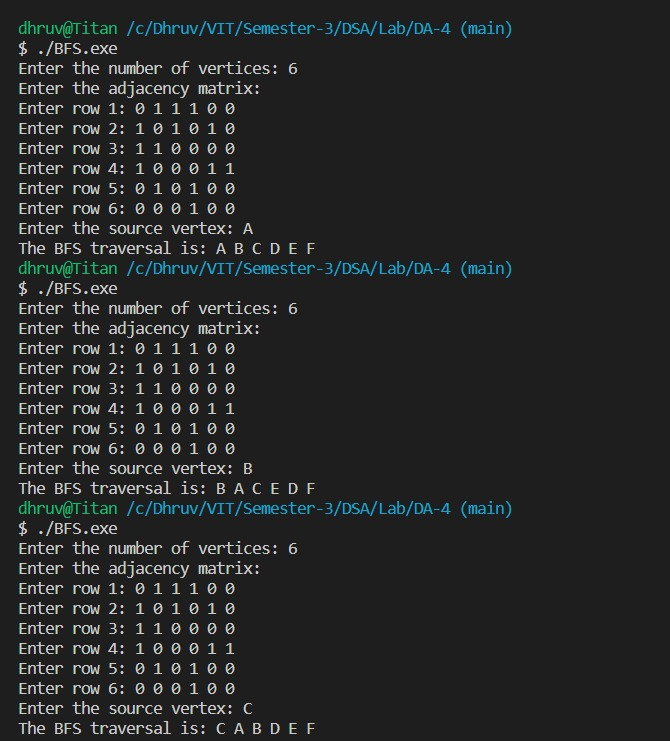 dhruv@Titan /c/Dhruv/VIT/Semester-3/DSA/Lab/DA-4 (main)
$ ./BFS.exe
Enter the number of vertices: 6
Enter the adjacency matrix:
Enter row 1: 0 1 1 1 0 0
Enter row 2: 1 0 1 0 1 0
Enter row 3: 1 1 0 0 0 0
Enter row 4: 1 0 0 0 1 1
Enter row 5: 0 1 0 1 0 0
Enter row 6: 0 0 0 1 0 0
Enter the source vertex: A
The BFS traversal is: A B C D E F
dhruv@Titan /c/Dhruv/VIT/Semester-3/DSA/Lab/DA-4 (main)
$ ./BFS.exe
Enter the number of vertices: 6
Enter the adjacency matrix:
Enter row 1: 0 1 1 1 0 0
Enter row 2: 1 0 1 0 1 0
Enter row 3: 1 1 0 0 0 0
Enter row 4: 1 0 0 0 1 1
Enter row 5: 0 1 0 1 0 0
Enter row 6: 0 0 0 1 0 0
Enter the source vertex: B
The BFS traversal is: B A C E D F
dhruv@Titan /c/Dhruv/VIT/Semester-3/DSA/Lab/DA-4 (main)
$ ./BFS.exe
Enter the number of vertices: 6
Enter the adjacency matrix:
Enter row 1: 0 1 1 1 0 0
Enter row 2: 1 0 1 0 1 0
Enter row 3: 1 1 0 0 0 0
Enter row 4: 1 0 0 0 1 1
Enter row 5: 0 1 0 1 0 0
Enter row 6: 0 0 0 1 0 0
Enter the source vertex: C
The BFS traversal is: C A B D E F